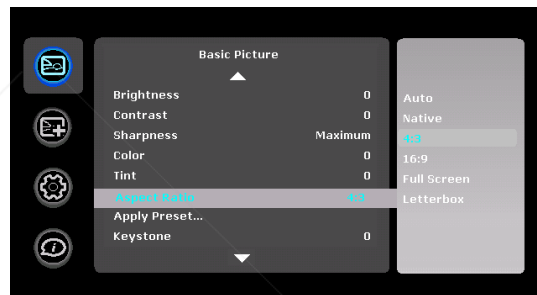 Basic Picture
Brightness 0
Contrast 0
Sharpness Maximum
Color 0
Tint 0
Aspect Ratio 4:3
Apply Preset...
Keystone 0
Auto
Native
4:3
16:9
Full Screen
Letterbox